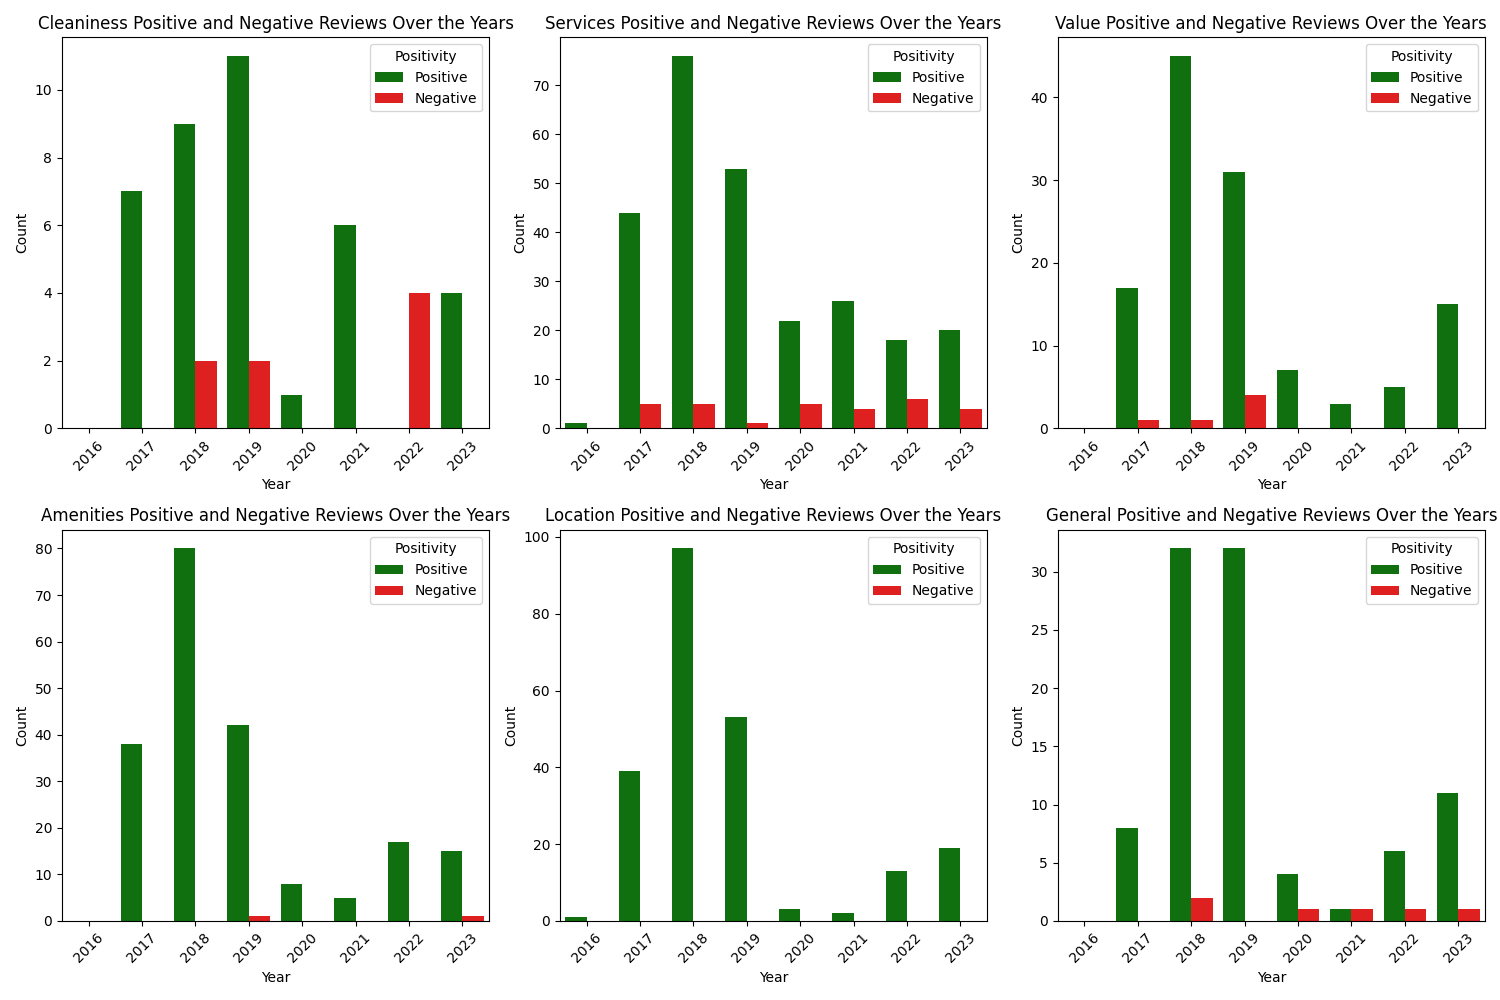 Cleaniness Positive and Negative Reviews Over the Years
Positivity
Positive
Negative
10
8
6
4
2
0
Count
2016
2017
2018
2019
2020
2021
2022
2023
Year
Services Positive and Negative Reviews Over the Years
Positivity
Positive
Negative
70
60
50
40
30
20
10
0
Count
2016
2017
2018
2019
2020
2021
2022
2023
Year
Value Positive and Negative Reviews Over the Years
Positivity
Positive
Negative
40
30
20
10
0
Count
2016
2017
2018
2019
2020
2021
2022
2023
Year
Amenities Positive and Negative Reviews Over the Years
Positivity
Positive
Negative
80
70
60
50
40
30
20
10
0
Count
2016
2017
2018
2019
2020
2021
2022
2023
Year
Location Positive and Negative Reviews Over the Years
Positivity
Positive
Negative
100
80
60
40
20
0
Count
2016
2017
2018
2019
2020
2021
2022
2023
Year
General Positive and Negative Reviews Over the Years
Positivity
Positive
Negative
30
25
20
15
10
5
0
Count
2016
2017
2018
2019
2020
2021
2022
2023
Year